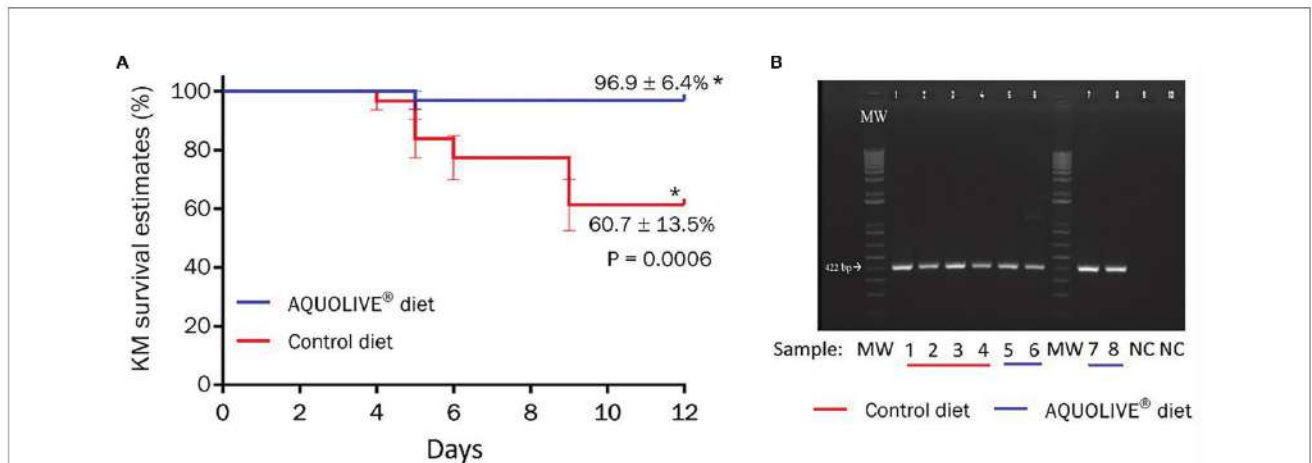 A
KM survival estimates (%)
100
80
60
40
20
0
0 2 4 6 8 10 12
Days
96.9 ± 6.4% *
*
60.7 ± 13.5%
P = 0.0006
AQUOLIVE® diet
Control diet
B
1 2 3 4 5 6 7 8 9 10
MW
422 bp→
Sample: MW 1 2 3 4 5 6 MW 7 8 NC NC
Control diet AQUOLIVE® diet